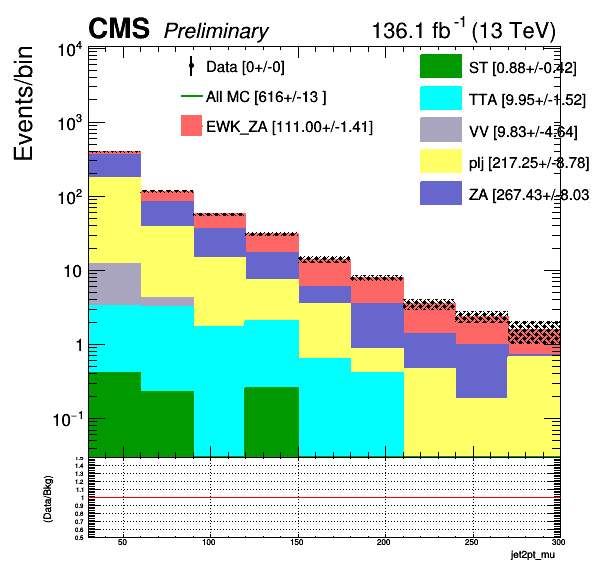 CMS Preliminary 136.1 fb⁻¹ (13 TeV)
Events/bin
10⁴
10³
10²
10
1
10⁻¹
Data [0+/-0]
All MC [616+/-13 ]
EWK_ZA [111.00+/-1.41]
ST [0.88+/-0.42]
TTA [9.95+/-1.52]
VV [9.83+/-4.64]
plj [217.25+/-8.78]
ZA [267.43+/-8.03
(Data/Bkg)
1.5
1.4
1.3
1.2
1.1
1
0.9
0.8
0.7
0.6
0.5
50 100 150 200 250 300
jet2pt_mu